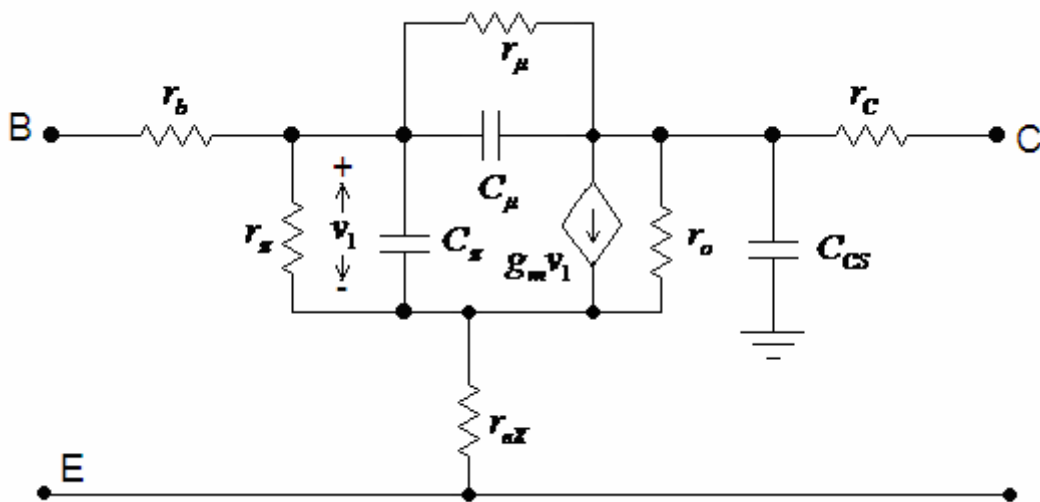 r_μ
B
r_b
r_C
C
C_μ
+
v_1
-
r_π
C_π
g_m v_1
r_o
C_CS
r_ex
E